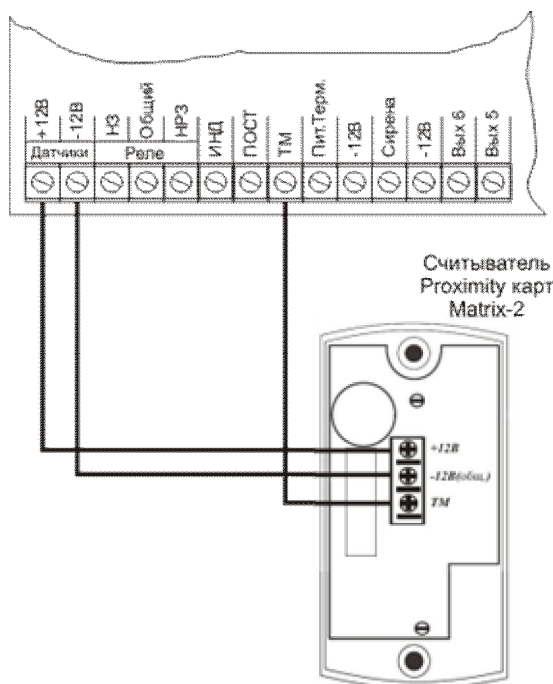 +12В
-12В
НЗ
Общий
НРЗ
ИНД
ПОСТ
ТМ
Пит.Терм.
-12В
Сирена
-12В
Вых 6
Вых 5
Датчики
Реле
Считыватель
Proximity карт
Matrix-2
+12В
-12В(общ.)
ТМ